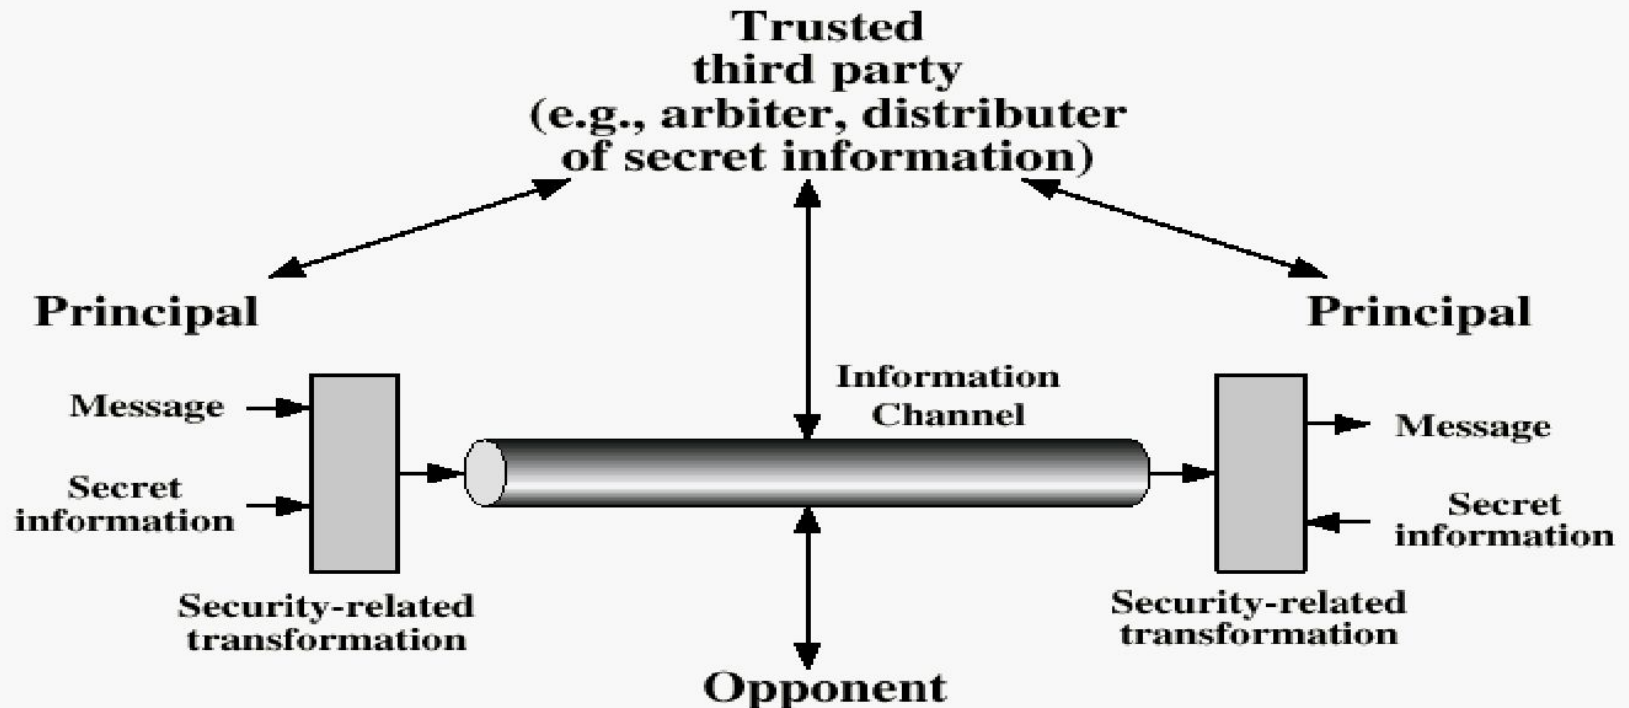 Trusted
third party
(e.g., arbiter, distributer
of secret information)
Principal
Principal
Information
Channel
Message
Secret
information
Message
Secret
information
Security-related
transformation
Security-related
transformation
Opponent